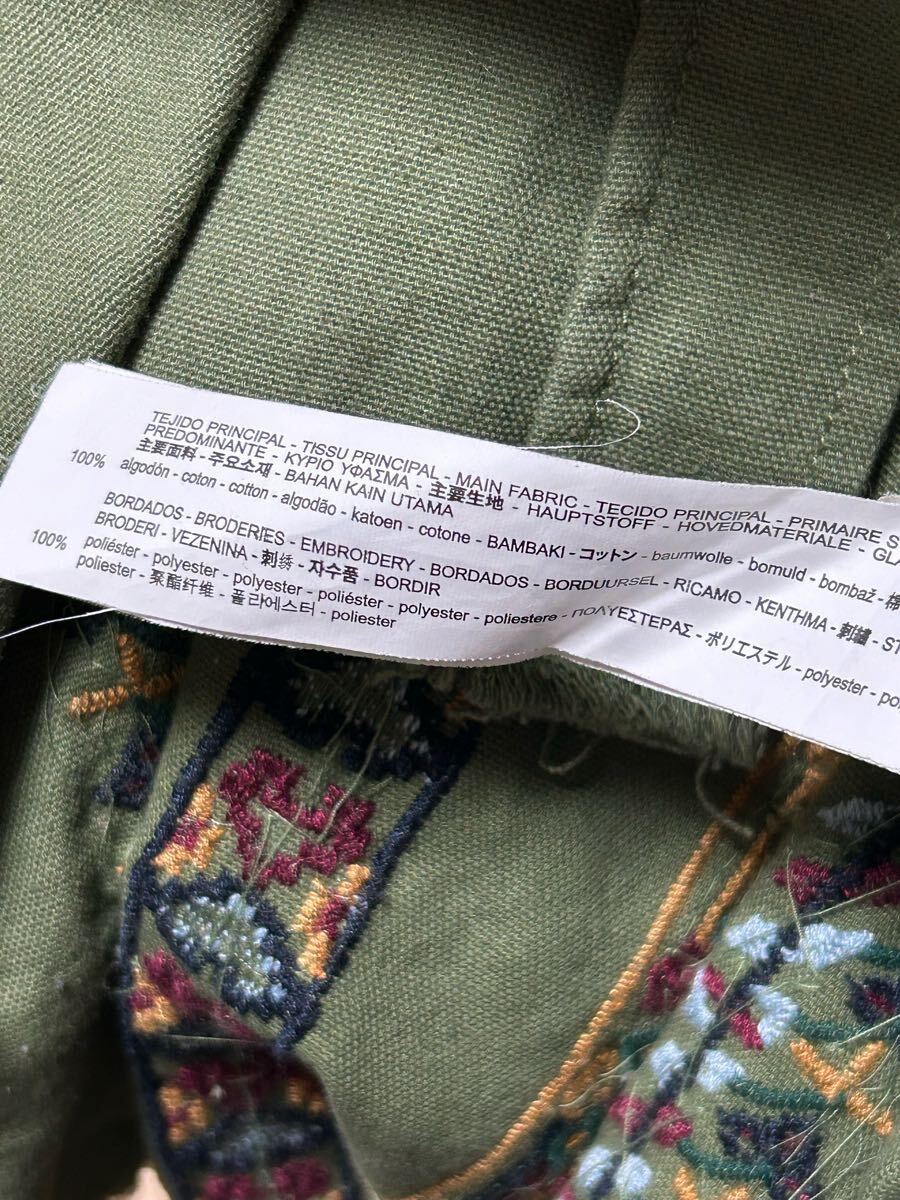 TEJIDO PRINCIPAL - TISSU PRINCIPAL - MAIN FABRIC - TECIDO PRINCIPAL - PRIMAIRE
PREDOMINANTE - ΚΥΡΙΟ ΥΦΑΣΜΑ - 主要生地 - HAUPTSTOFF - HOVEDMATERIALE
主要面料 - 주요소재 - BAHAN KAIN UTAMA
100% algodón - coton - cotton - algodão - katoen - cotone - BAMBAKI - コットン - baumwolle - bomuld - bombaž - 棉
BORDADOS - BRODERIES - EMBROIDERY - BORDADOS - BORDUURSEL - RICAMO - KENTHMA - 刺繍
BRODERI - VEZENINA - 刺绣 - 자수품 - BORDIR
100% poliéster - polyester - polyester - poliéster - polyester - poliestere - ΠΟΛΥΕΣΤΕΡΑΣ - ポリエステル - polyester
poliester - 聚酯纤维 - 폴리에스터 - poliester